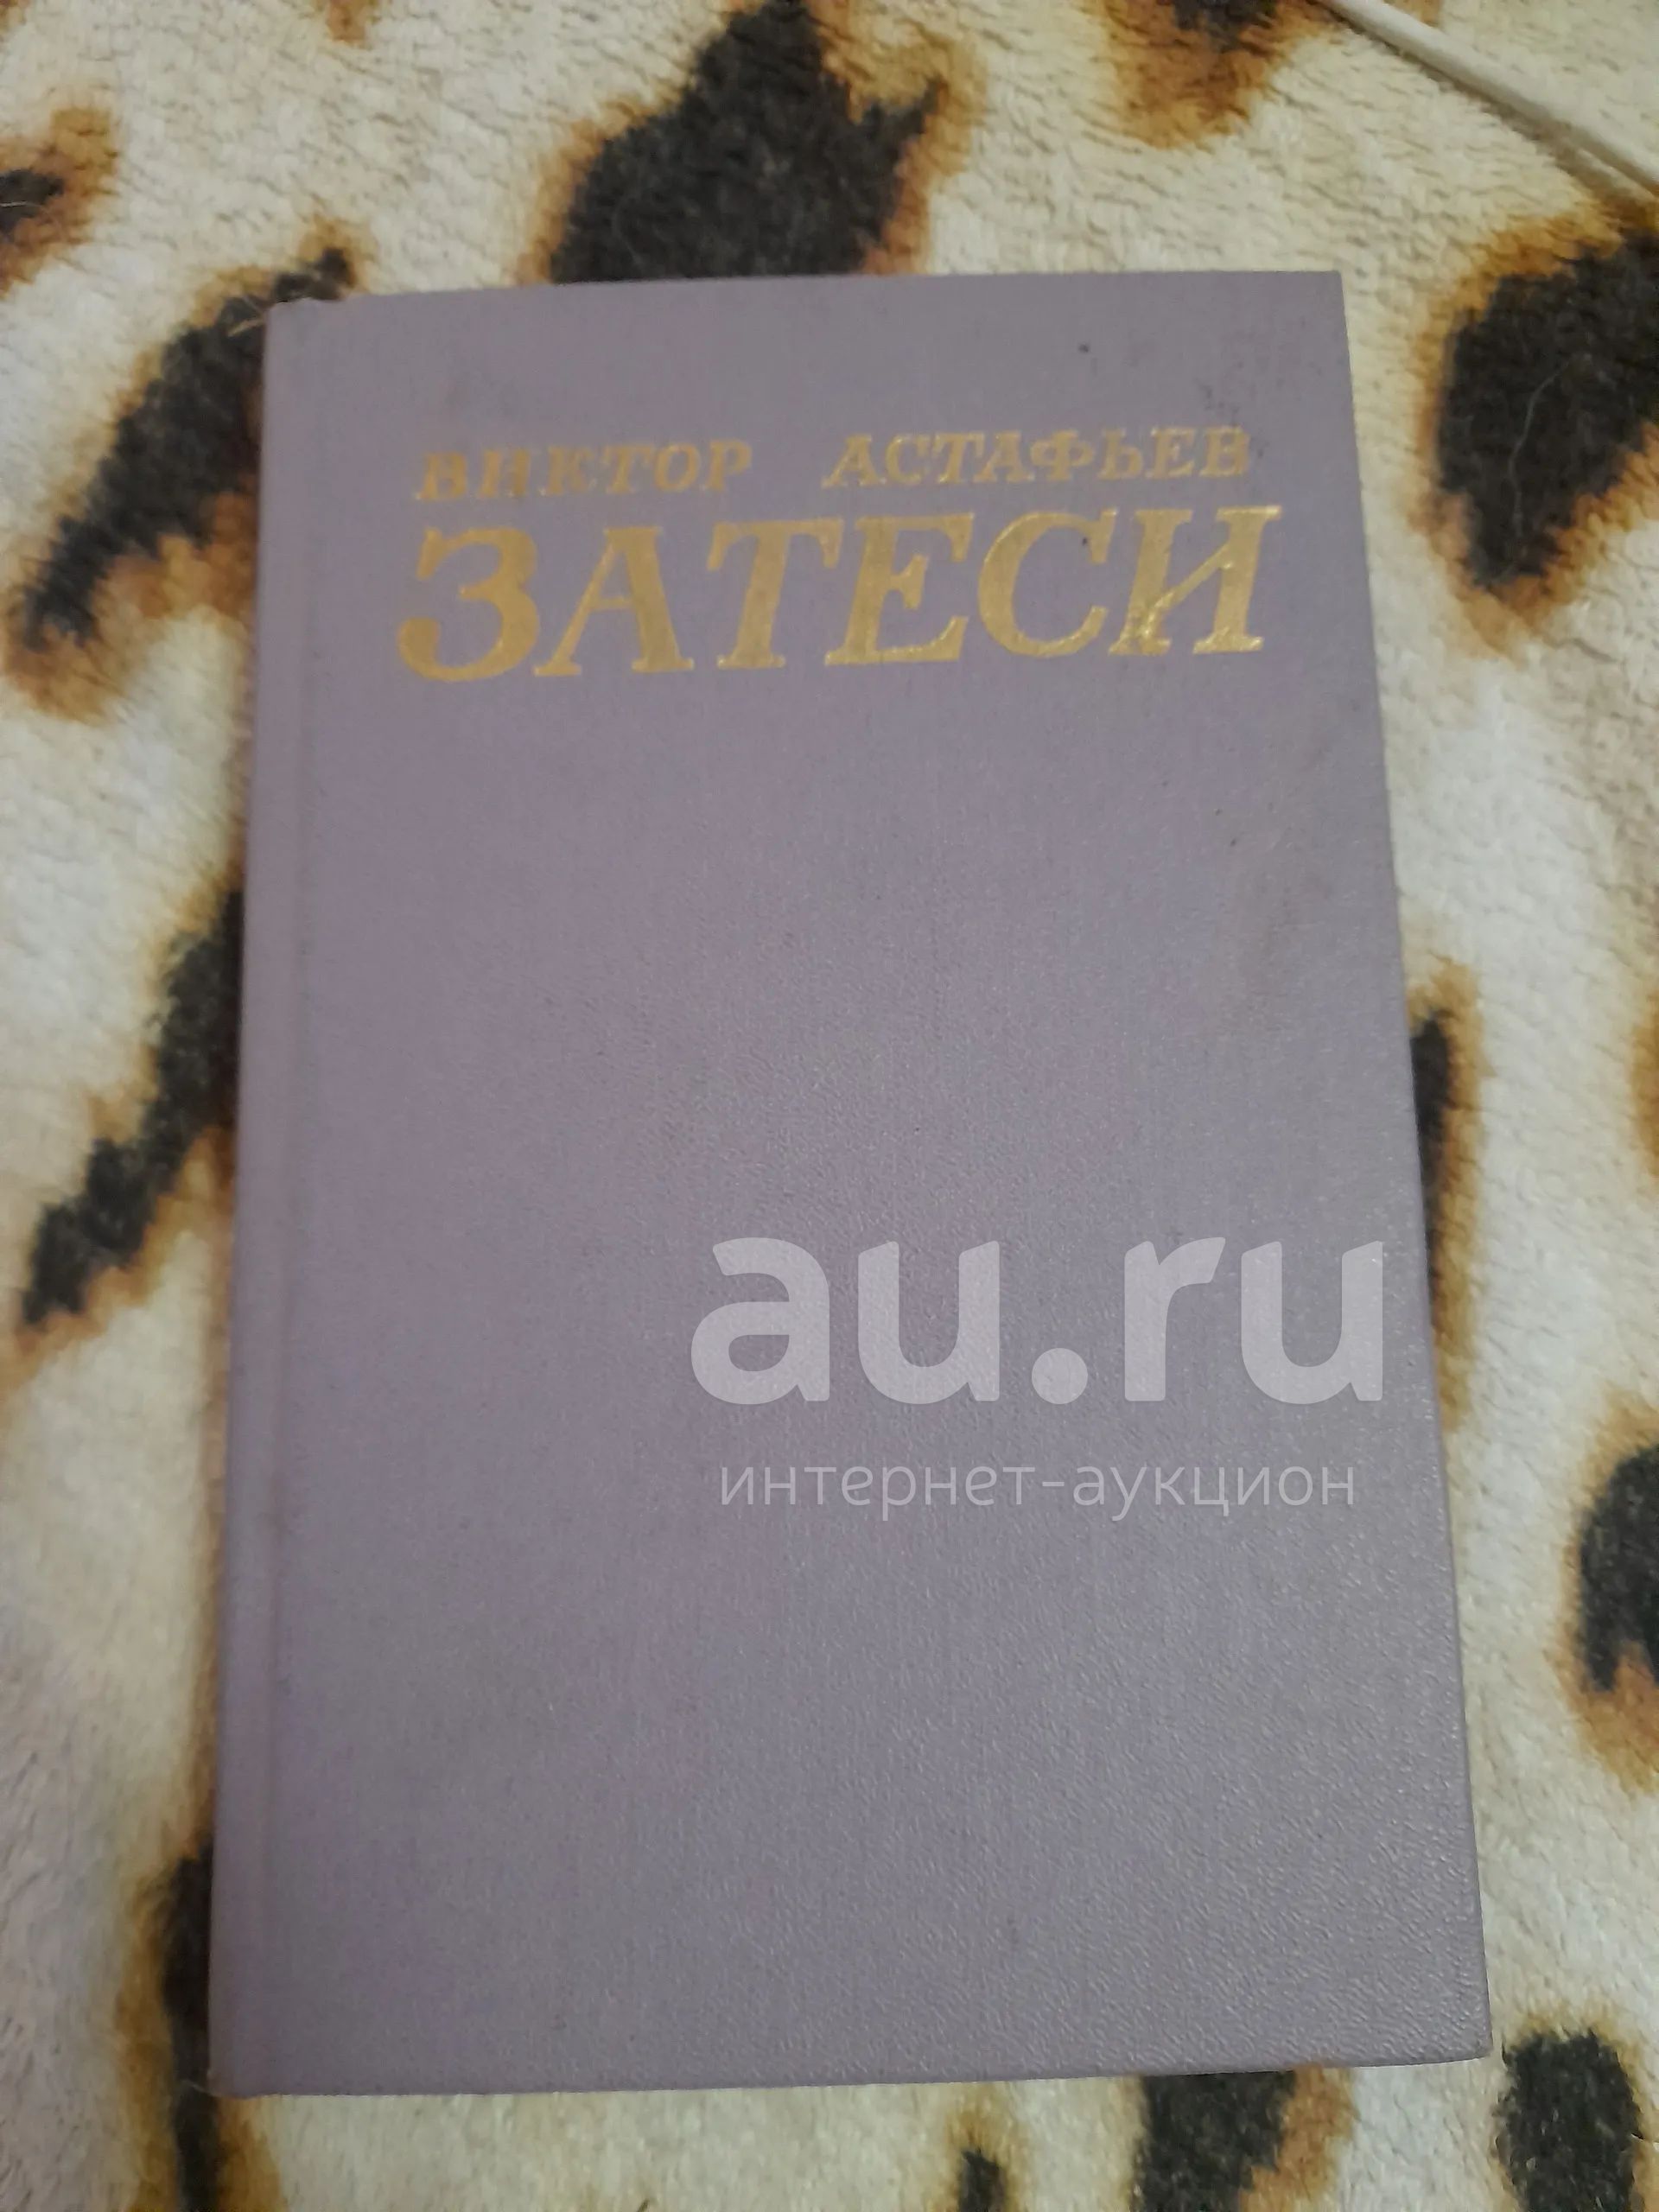 ВИКТОР АСТАФЬЕВ
ЗАТЕСИ
au.ru
интернет-аукцион